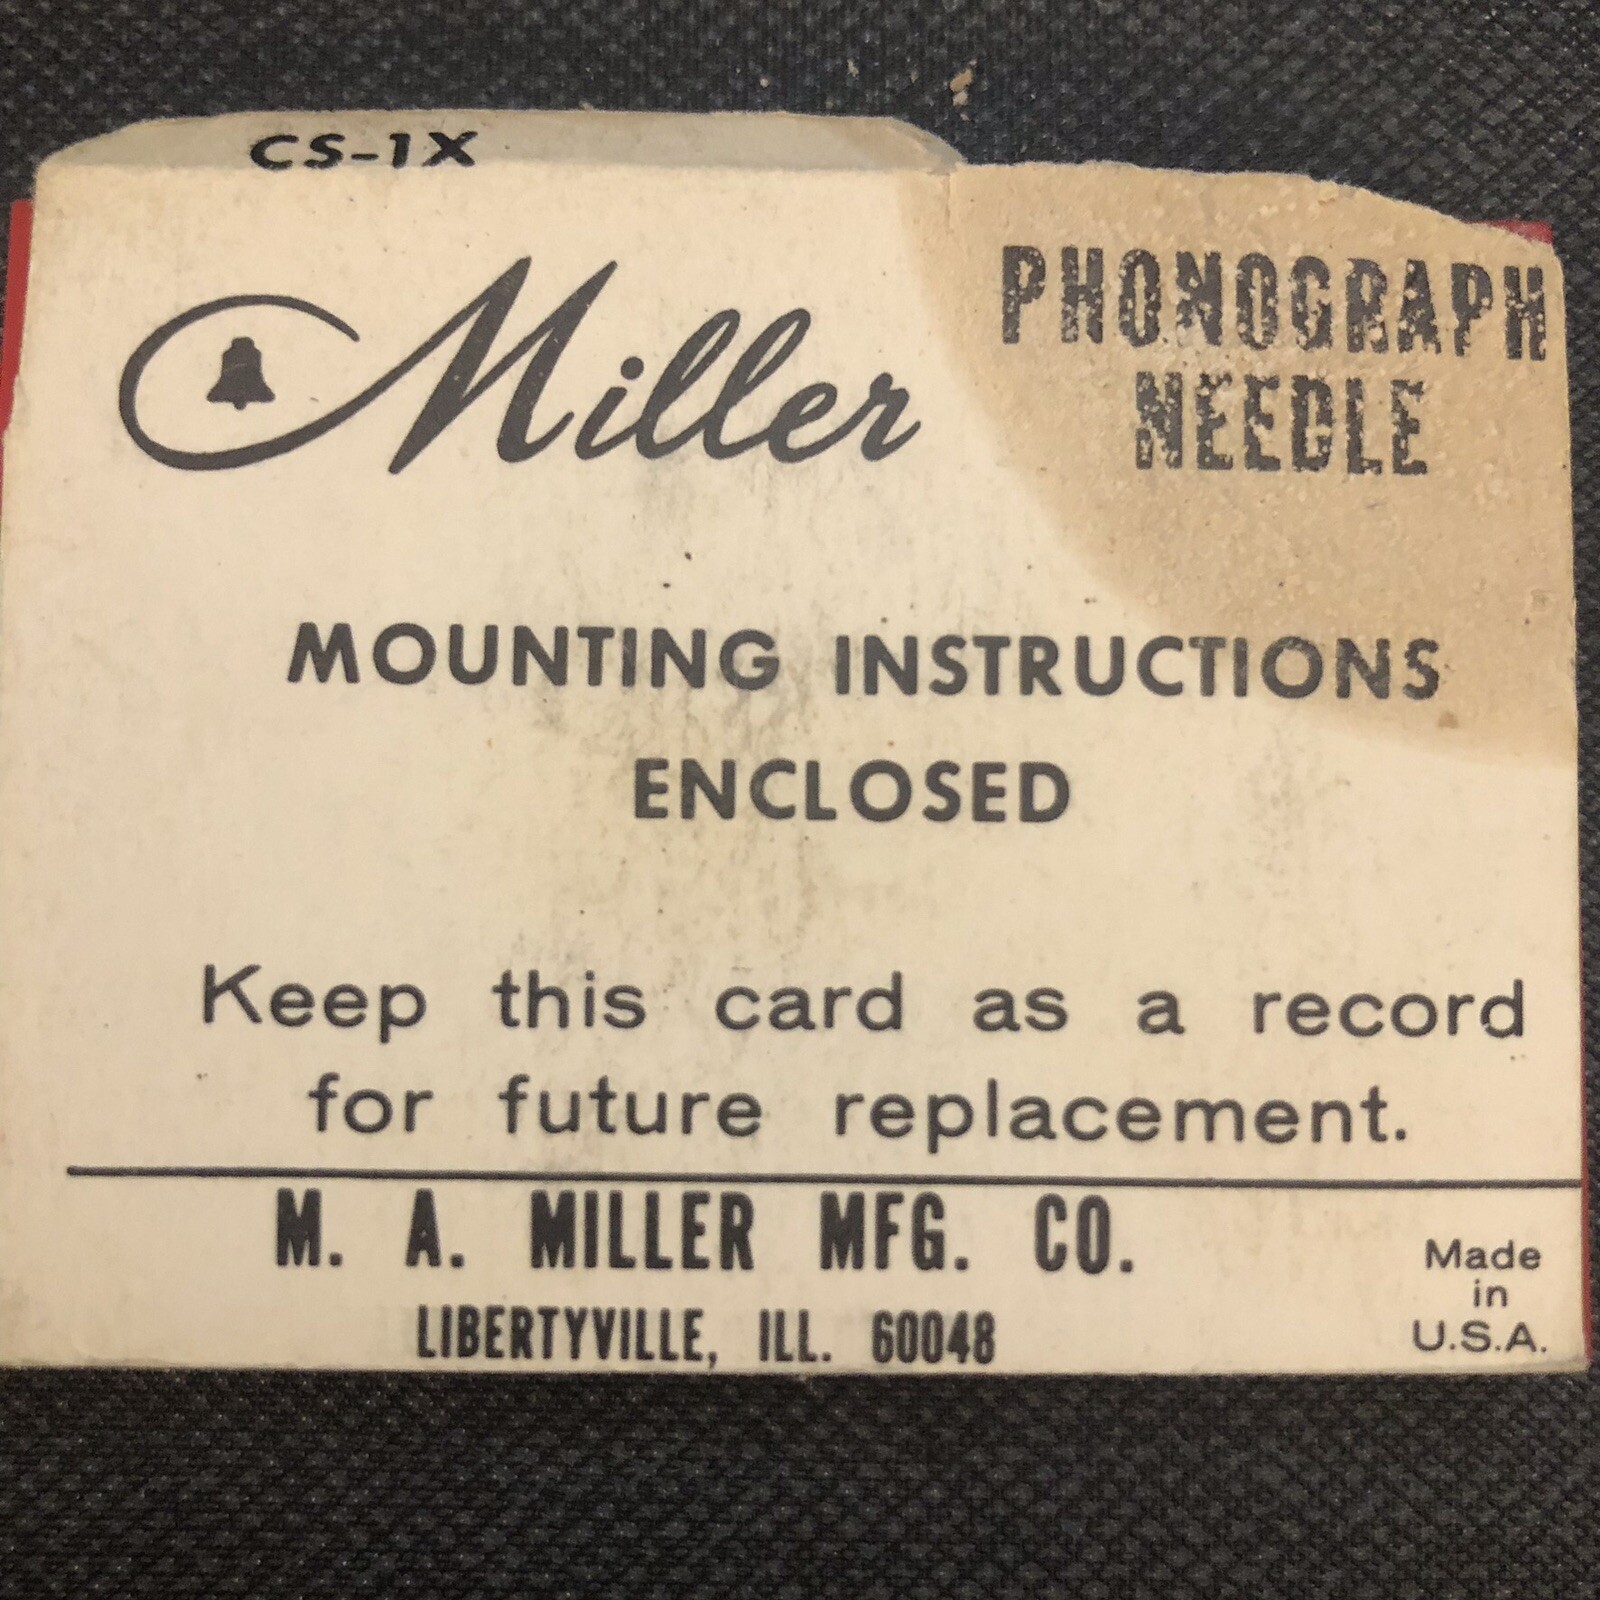 CS-1X
Miller
PHONOGRAPH
NEEDLE
MOUNTING INSTRUCTIONS
ENCLOSED
Keep this card as a record
for future replacement.
M. A. MILLER MFG. CO.
LIBERTYVILLE, ILL. 60048
Made
in
U.S.A.